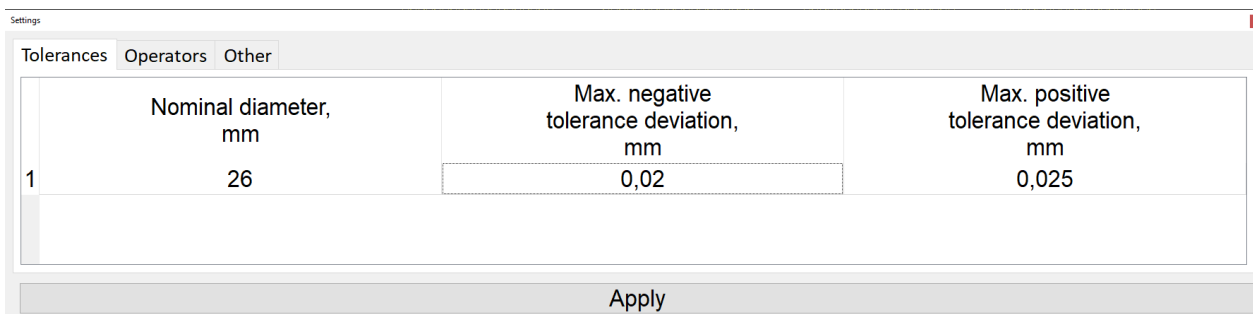 Settings
Tolerances Operators Other
Nominal diameter,
mm
Max. negative
tolerance deviation,
mm
Max. positive
tolerance deviation,
mm
1 26 0,02 0,025
Apply